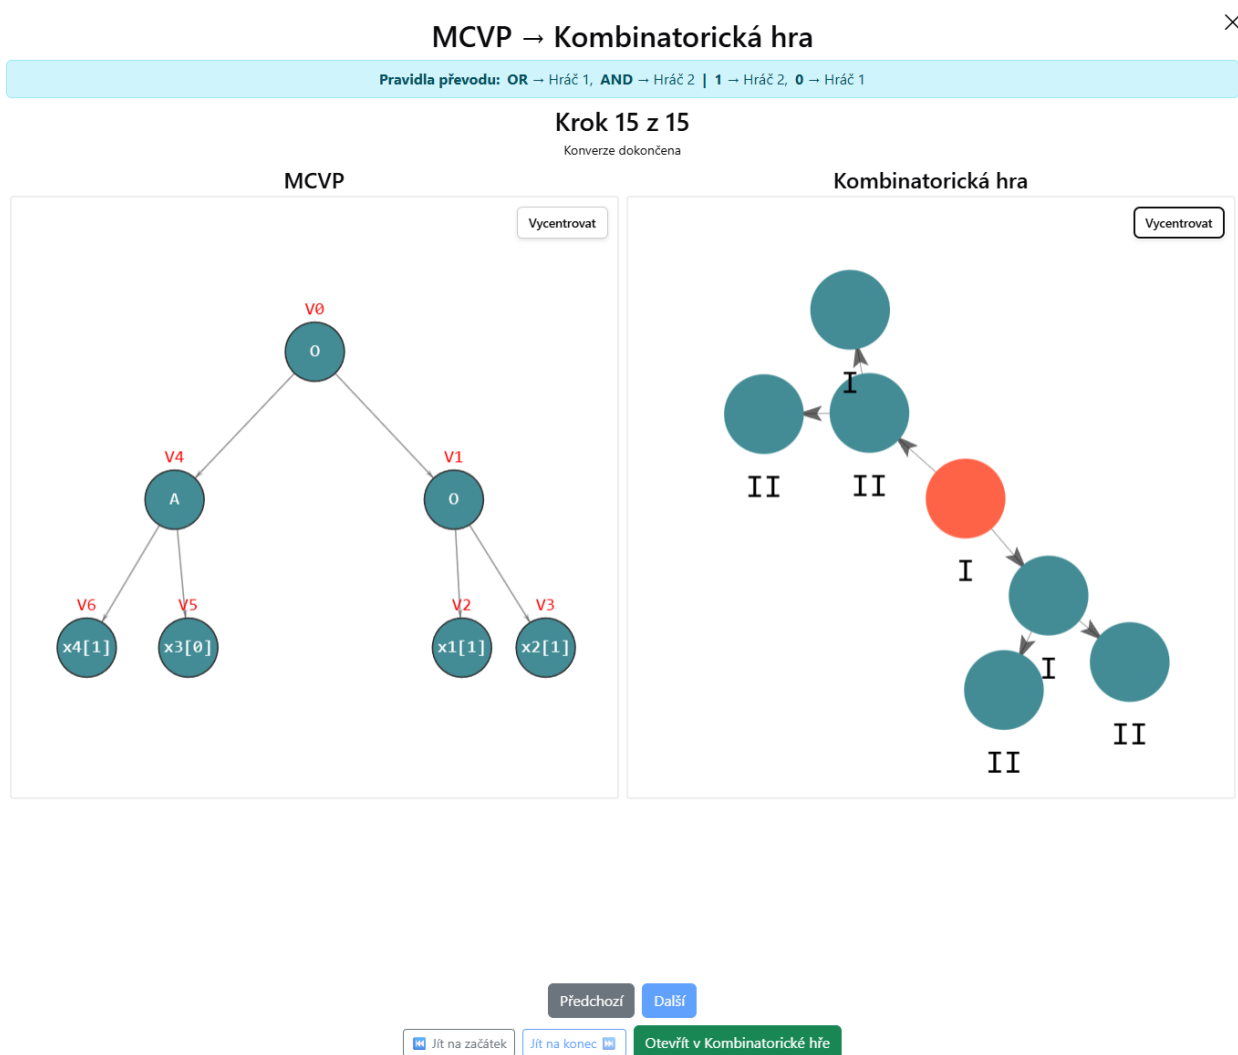 MCVP → Kombinatorická hra
Pravidla převodu: OR → Hráč 1, AND → Hráč 2 | 1 → Hráč 2, 0 → Hráč 1
Krok 15 z 15
Konverze dokončena
MCVP
Kombinatorická hra
Vycentrovat
Vycentrovat
V0
O
V4
V1
A
O
V6
V5
V2
V3
x4[1]
x3[0]
x1[1]
x2[1]
I
II
II
I
I
II
II
Předchozí
Další
⏮ Jít na začátek
Jít na konec ⏭
Otevřít v Kombinatorické hře